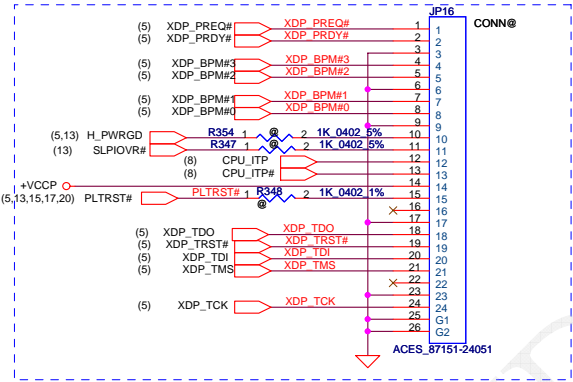 JP16
CONN@
(5) XDP_PREQ# XDP_PREQ# 1 1
(5) XDP_PRDY# XDP_PRDY# 2 2
3 3
(5) XDP_BPM#3 XDP_BPM#3 4 4
(5) XDP_BPM#2 XDP_BPM#2 5 5
6 6
(5) XDP_BPM#1 XDP_BPM#1 7 7
(5) XDP_BPM#0 XDP_BPM#0 8 8
9 9
(5,13) H_PWRGD R354 1 @ 2 1K_0402_5% 10 10
(13) SLPIOVR# R347 1 @ 2 1K_0402_5% 11 11
(8) CPU_ITP 12 12
(8) CPU_ITP# 13 13
+VCCP 14 14
(5,13,15,17,20) PLTRST# PLTRST# 1 R348 2 1K_0402_1% 15 15
@
16 16
17 17
(5) XDP_TDO XDP_TDO 18 18
(5) XDP_TRST# XDP_TRST# 19 19
(5) XDP_TDI XDP_TDI 20 20
(5) XDP_TMS XDP_TMS 21 21
22 22
23 23
(5) XDP_TCK XDP_TCK 24 24
25 G1
26 G2
ACES_87151-24051